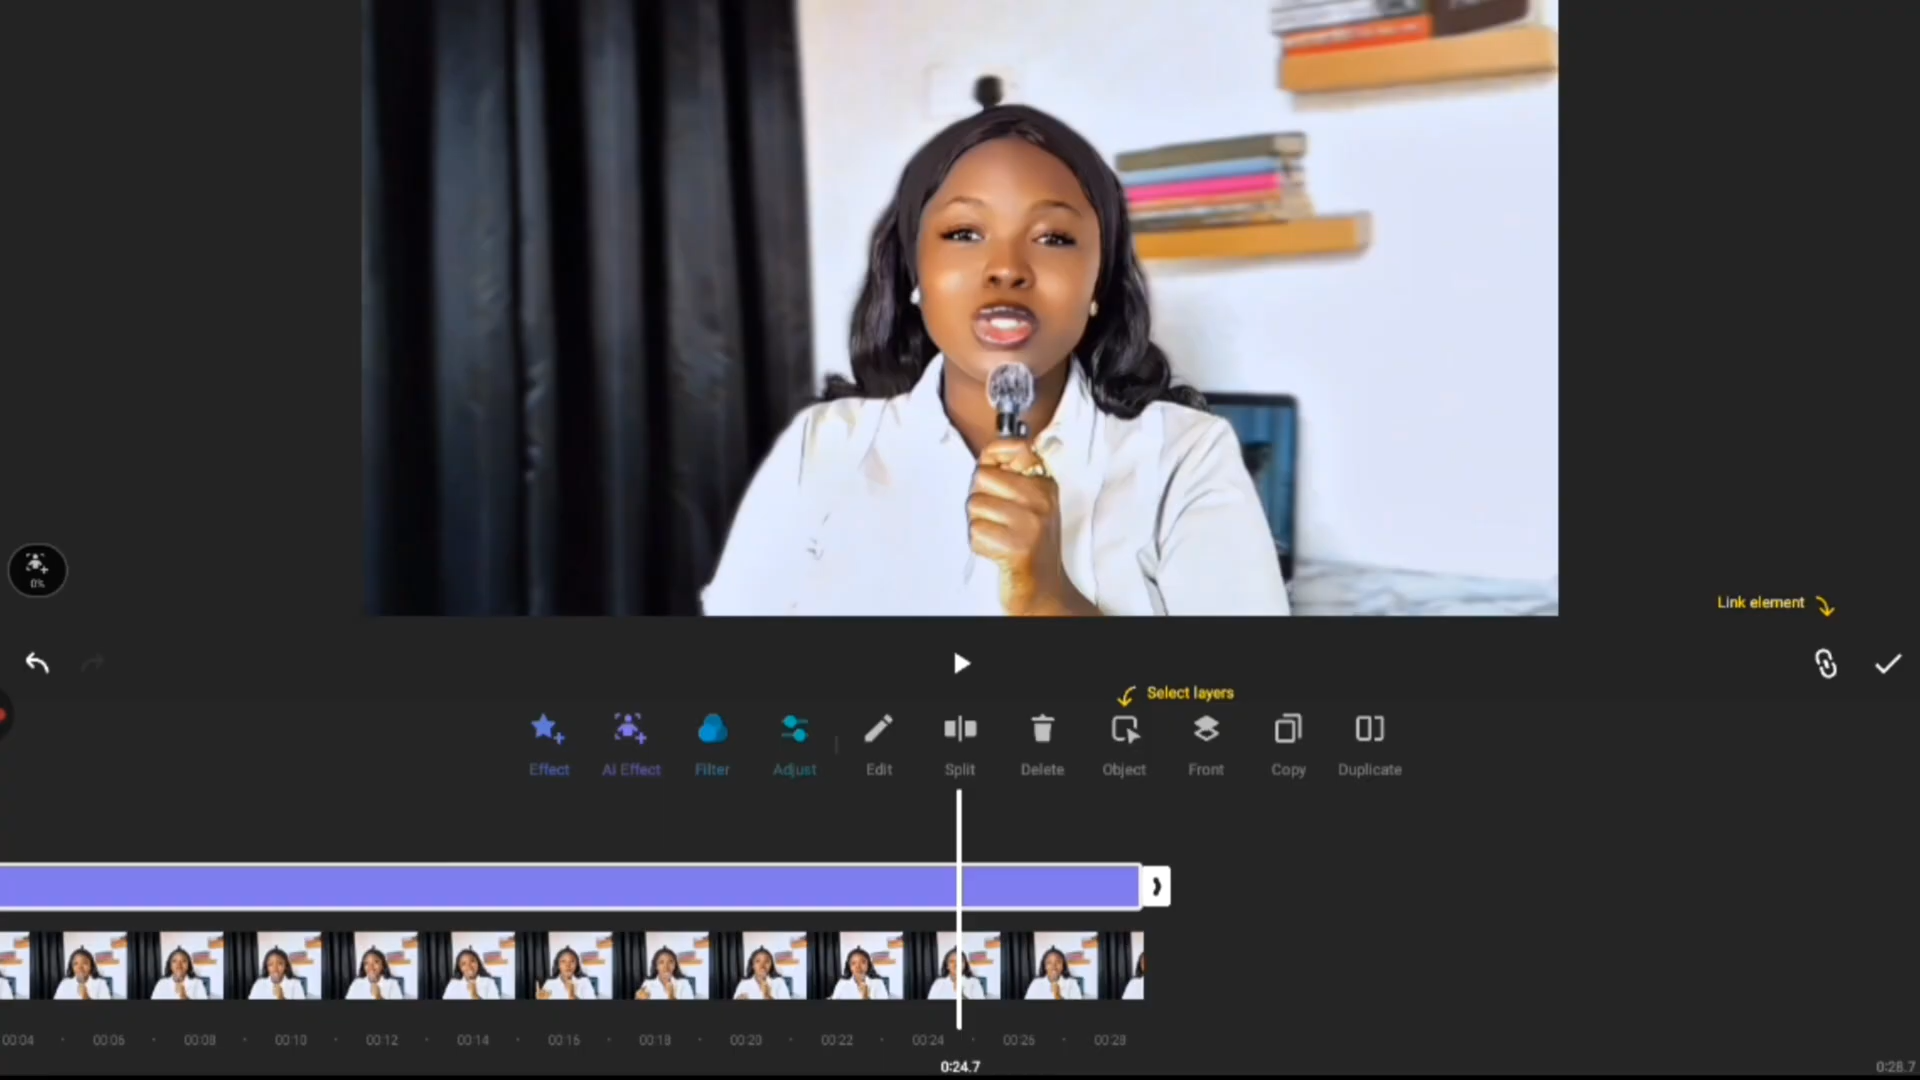 0%
Link element
Select layers
Effect
AI Effect
Filter
Adjust
Edit
Split
Delete
Object
Front
Copy
Duplicate
00:04 00:06 00:08 00:10 00:12 00:14 00:16 00:18 00:20 00:22 00:24 00:26 00:28
0:24.7
0:28.7